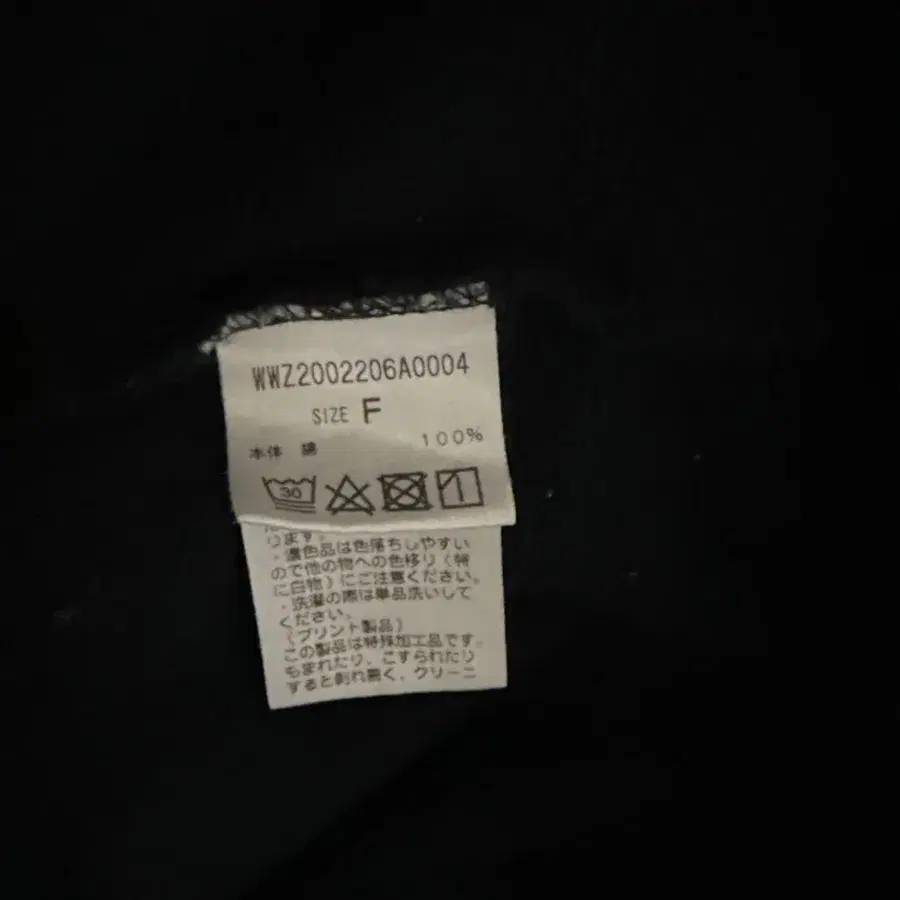 WWZ2002206A0004
SIZE F
本体 綿 100%
30
ります。
・濃色品は色落ちしやすい
ので他の物への色移り(特
に白物)にご注意ください。
・洗濯の際は単品洗いして
ください。
(プリント製品)
この製品は特殊加工品です。
もまれたり、こすられたり
すると剥れ易く、クリーニ